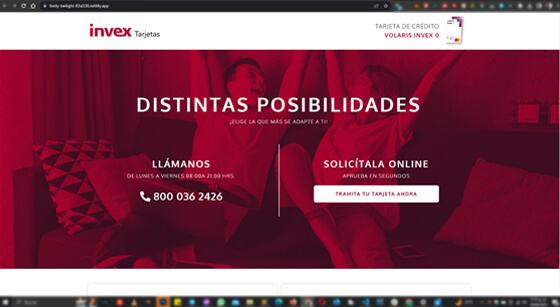 lively-twilight-83a330.netlify.app
invex Tarjetas
TARJETA DE CRÉDITO
VOLARIS INVEX 0
DISTINTAS POSIBILIDADES
¡ELIGE LA QUE MÁS SE ADAPTE A TI!
LLÁMANOS
DE LUNES A VIERNES 08:00A 21:00 HRS.
800 036 2426
SOLICÍTALA ONLINE
APRUEBA EN SEGUNDOS
TRAMITA TU TARJETA AHORA